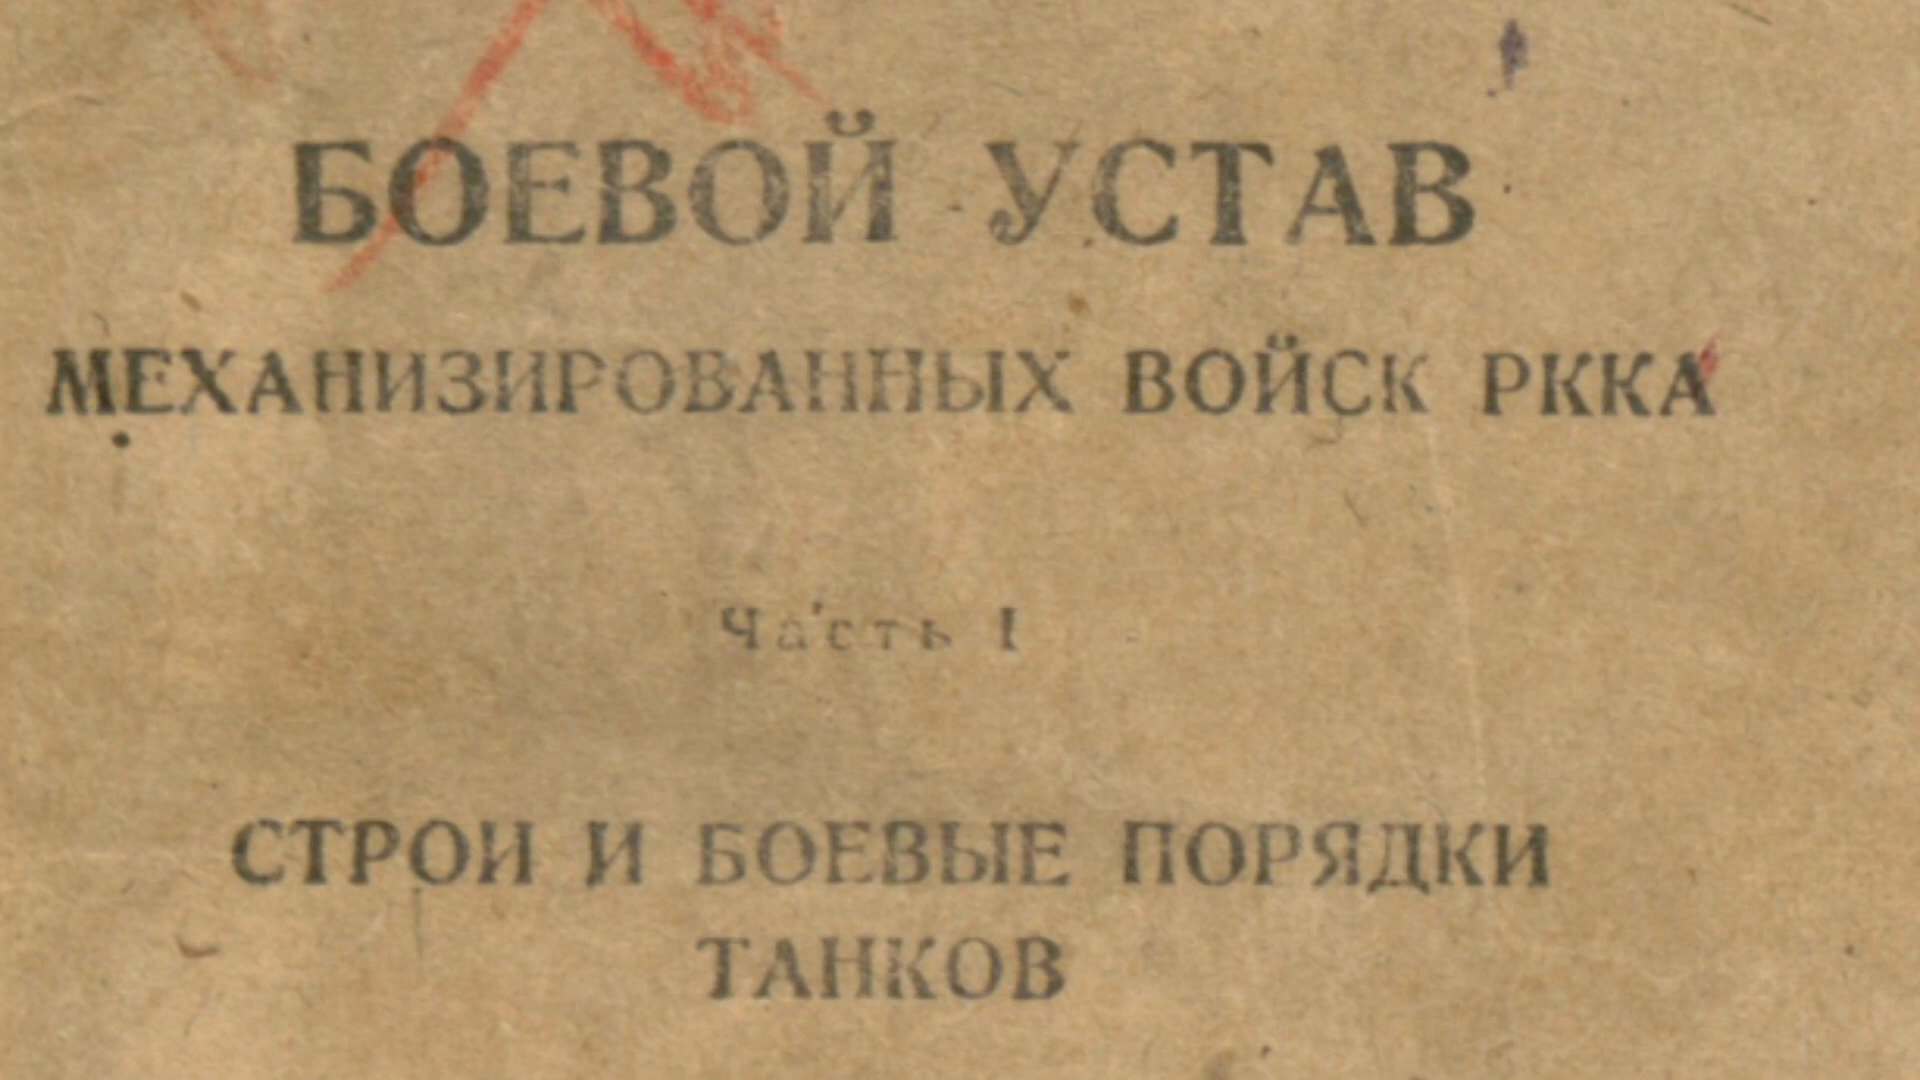 БОЕВОЙ УСТАВ
МЕХАНИЗИРОВАННЫХ ВОЙСК РККА
Часть I
СТРОИ И БОЕВЫЕ ПОРЯДКИ
ТАНКОВ